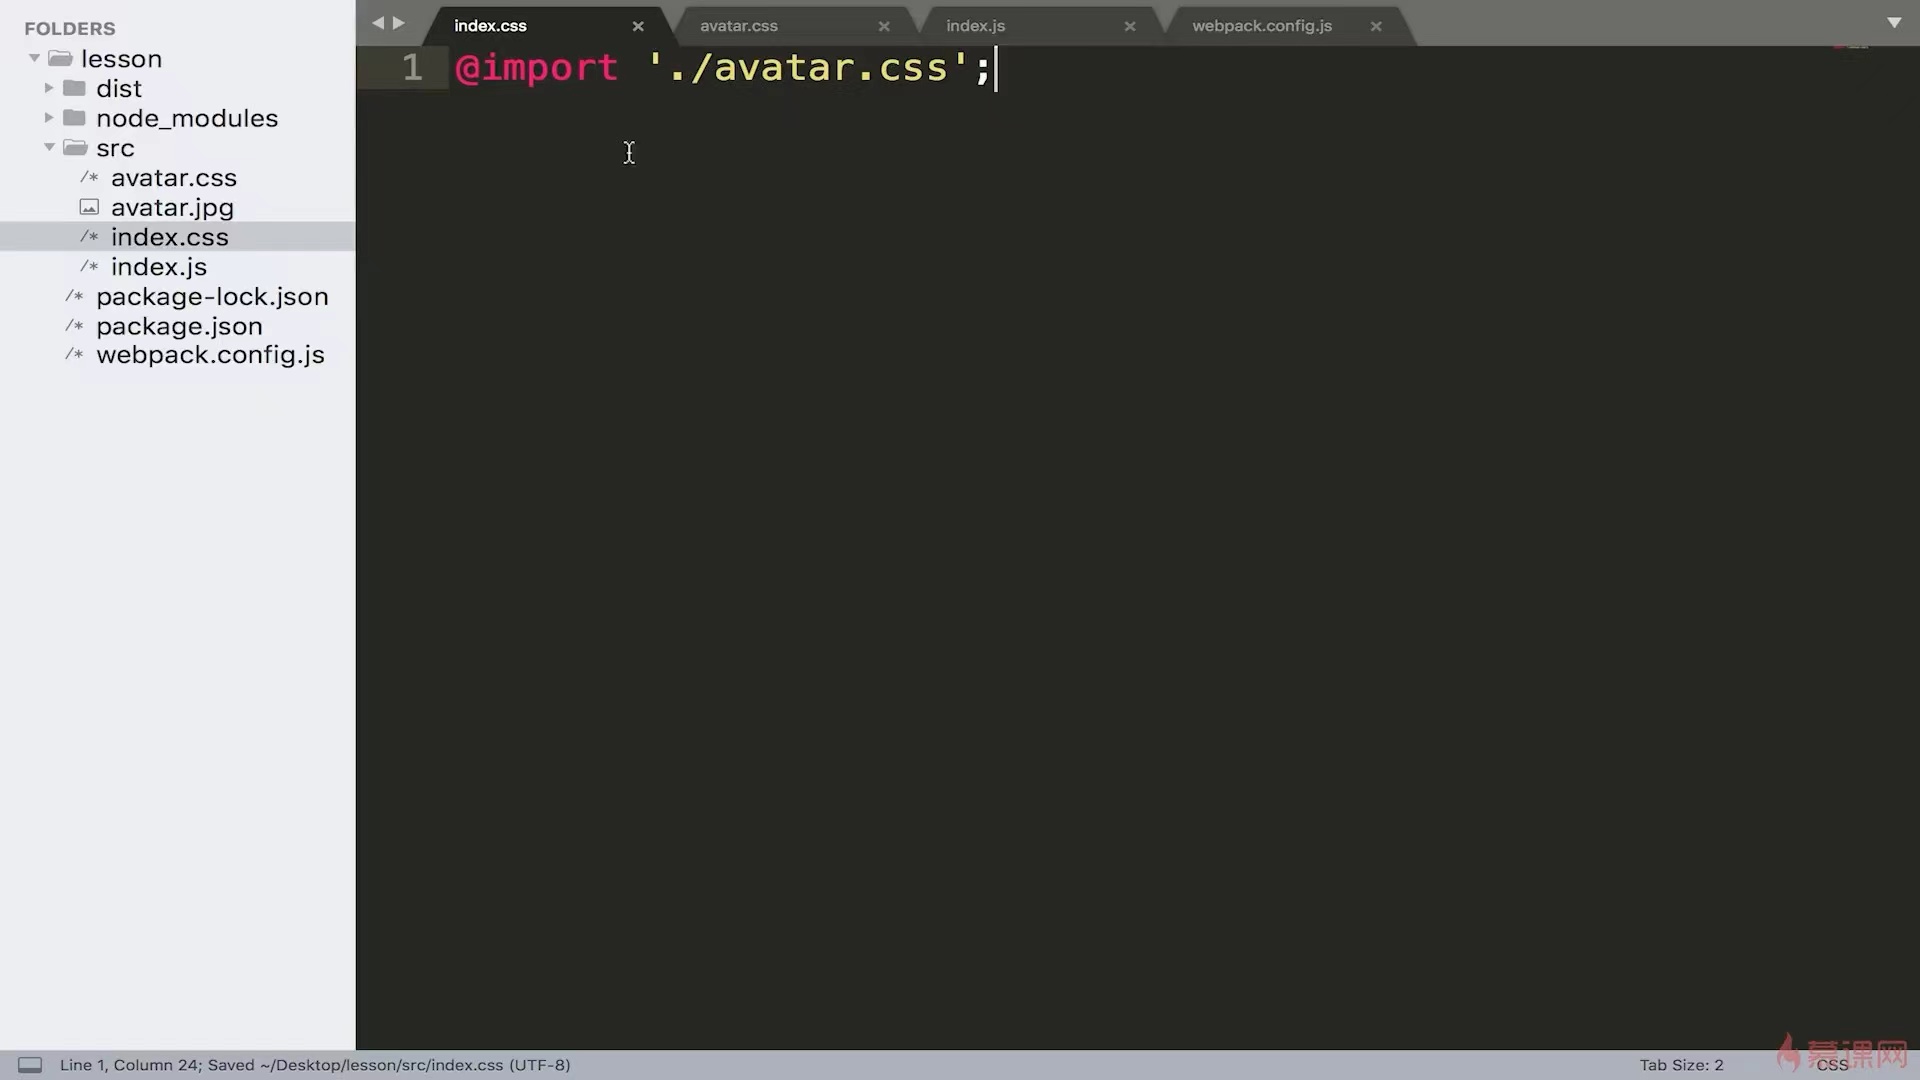 FOLDERS
lesson
dist
node_modules
src
/* avatar.css
avatar.jpg
/* index.css
/* index.js
/* package-lock.json
/* package.json
/* webpack.config.js
index.css
avatar.css
index.js
webpack.config.js
1 @import './avatar.css';
Line 1, Column 24; Saved ~/Desktop/lesson/src/index.css (UTF-8)
Tab Size: 2
CSS
慕课网